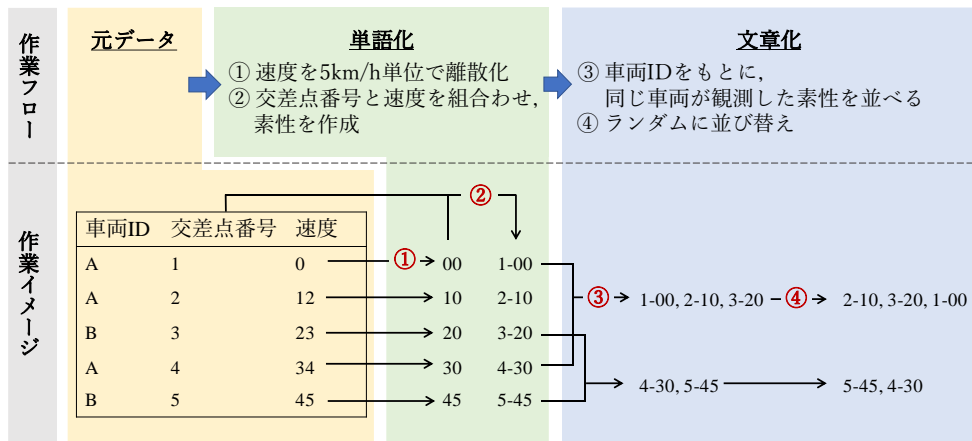 作業フロー
元データ
単語化
① 速度を5km/h単位で離散化
② 交差点番号と速度を組合わせ,
素性を作成
文章化
③ 車両IDをもとに,
同じ車両が観測した素性を並べる
④ ランダムに並び替え
作業イメージ
②
車両ID 交差点番号 速度
A 1 0 ① 00 1-00
A 2 12 10 2-10
B 3 23 20 3-20
A 4 34 30 4-30
B 5 45 45 5-45
③ 1-00, 2-10, 3-20 ④ 2-10, 3-20, 1-00
4-30, 5-45 5-45, 4-30